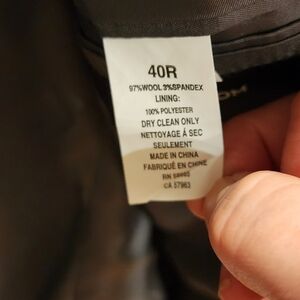 40R
97%WOOL 3%SPANDEX
LINING:
100% POLYESTER
DRY CLEAN ONLY
NETTOYAGE À SEC
SEULEMENT
MADE IN CHINA
FABRIQUÉ EN CHINE
RN
CA 57963